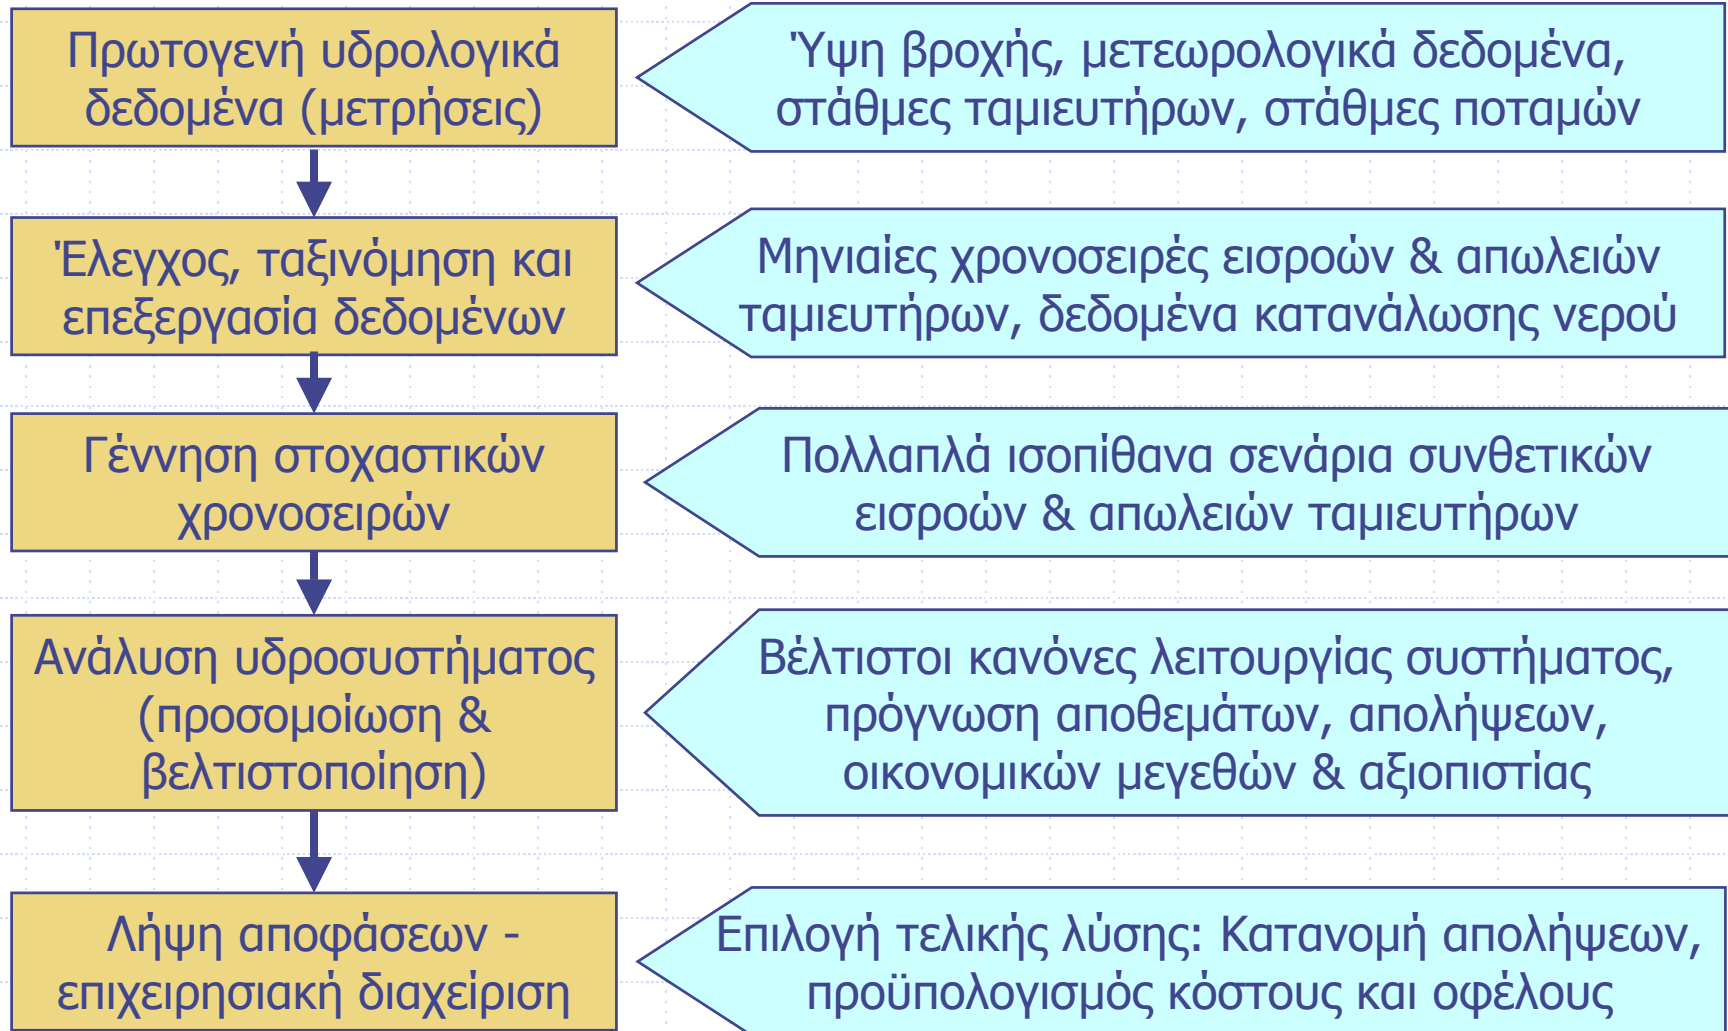 Πρωτογενή υδρολογικά
δεδομένα (μετρήσεις)
Ύψη βροχής, μετεωρολογικά δεδομένα,
στάθμες ταμιευτήρων, στάθμες ποταμών
Έλεγχος, ταξινόμηση και
επεξεργασία δεδομένων
Μηνιαίες χρονοσειρές εισροών & απωλειών
ταμιευτήρων, δεδομένα κατανάλωσης νερού
Γέννηση στοχαστικών
χρονοσειρών
Πολλαπλά ισοπίθανα σενάρια συνθετικών
εισροών & απωλειών ταμιευτήρων
Ανάλυση υδροσυστήματος
(προσομοίωση &
βελτιστοποίηση)
Βέλτιστοι κανόνες λειτουργίας συστήματος,
πρόγνωση αποθεμάτων, απολήψεων,
οικονομικών μεγεθών & αξιοπιστίας
Λήψη αποφάσεων -
επιχειρησιακή διαχείριση
Επιλογή τελικής λύσης: Κατανομή απολήψεων,
προϋπολογισμός κόστους και οφέλους